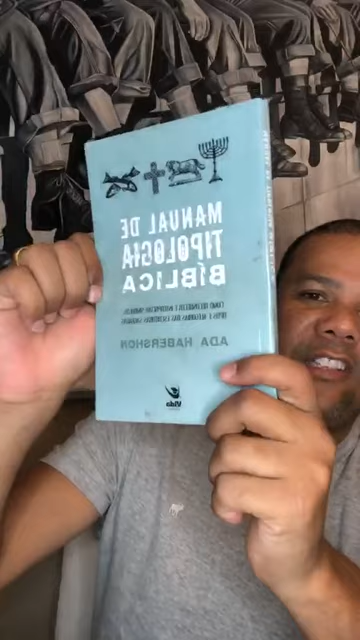 MANUAL DE
TIPOLOGIA
BÍBLICA
COMO RECONHECER E INTERPRETAR SÍMBOLOS,
TIPOS E ALEGORIAS DAS ESCRITURAS SAGRADAS
ADA HABERSHON
Vida